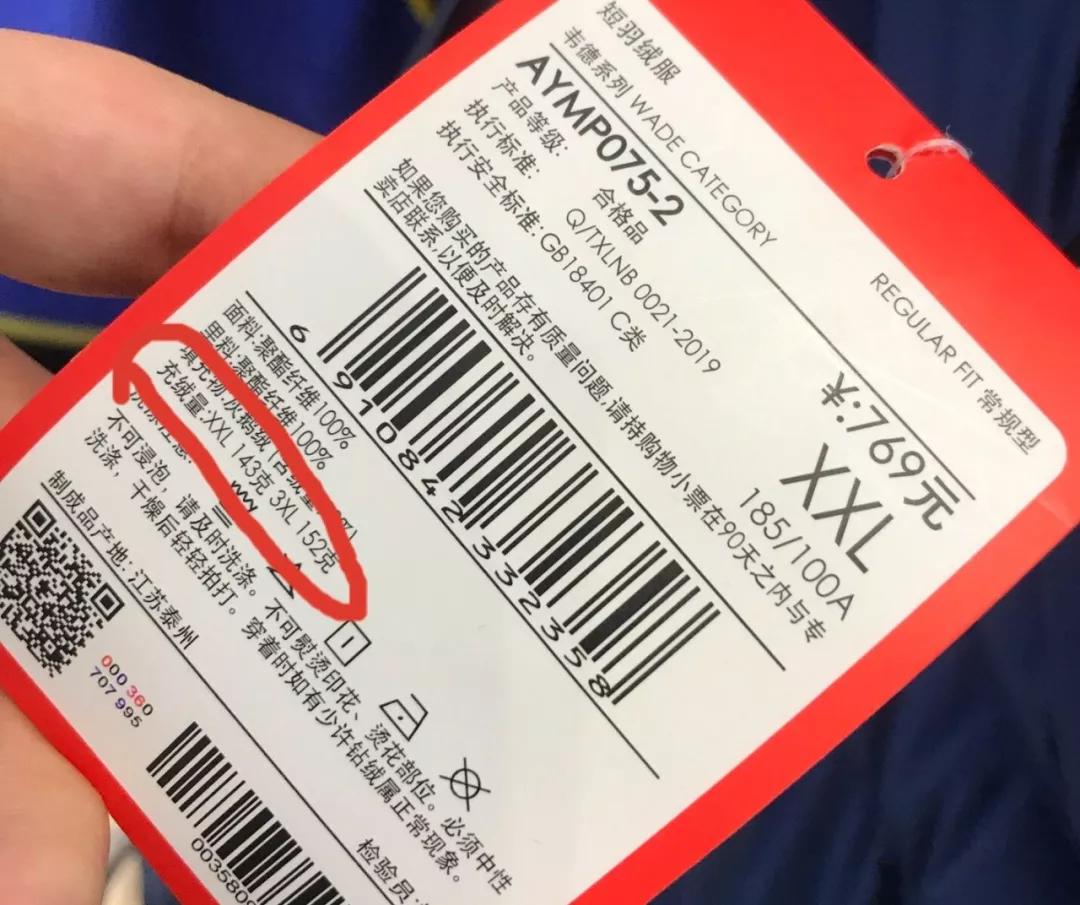 短羽绒服
韦德系列 WADE CATEGORY
AYMP075-2
产品等级: 合格品
执行标准: Q/TXLNB 0021-2019
执行安全标准: GB18401 C类
如果您购买的产品存有质量问题,请持购物小票在90天之内与专
卖店联系,以便及时解决。
REGULAR FIT 常规型
¥:769元
XXL
185/100A
6 910842 332358
面料:聚酯纤维100%
里料:聚酯纤维100%
填充物:灰鹅绒
充绒量:XXL 143克 3XL 152克
不可浸泡, 请及时洗涤。不可熨烫印花、烫花部位。必须中性
洗涤, 干燥后轻轻拍打。穿着时如有少许钻绒属正常现象。
制成品产地: 江苏泰州
检验员:
000 360
707 995
003580